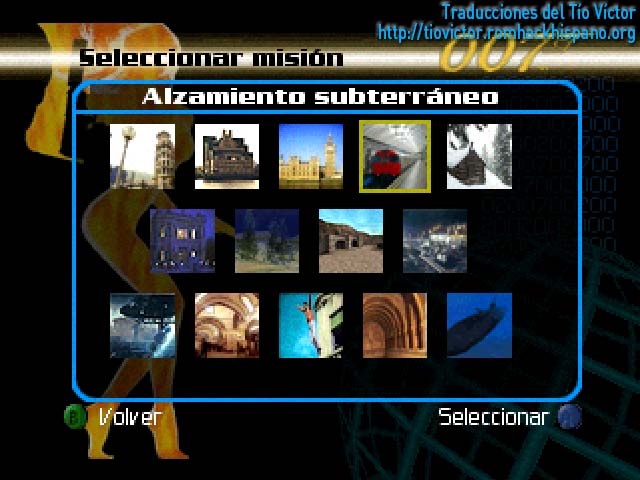 Traducciones del Tío Víctor
http://tiovictor.romhackhispano.org
Seleccionar misión
007
Alzamiento subterráneo
B Volver
Seleccionar